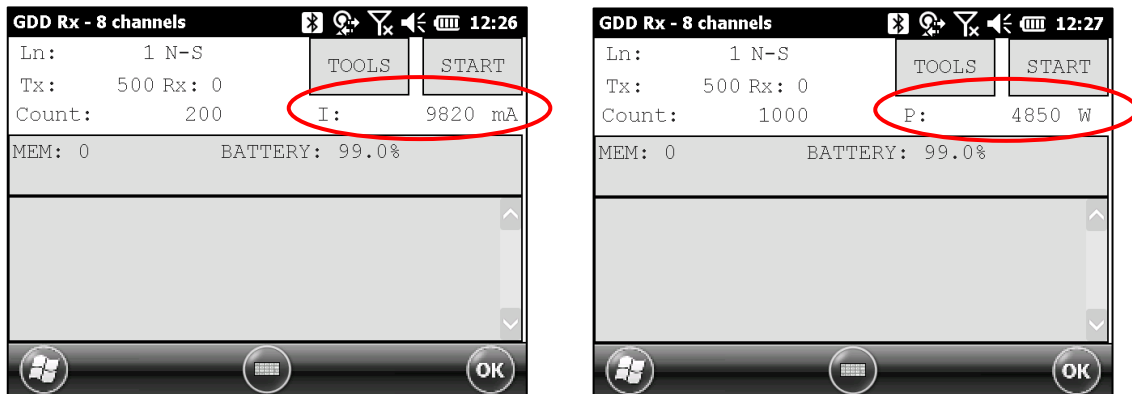 GDD Rx - 8 channels 12:26
Ln: 1 N-S
TOOLS START
Tx: 500 Rx: 0
Count: 200 I: 9820 mA
MEM: 0 BATTERY: 99.0%
OK
GDD Rx - 8 channels 12:27
Ln: 1 N-S
TOOLS START
Tx: 500 Rx: 0
Count: 1000 P: 4850 W
MEM: 0 BATTERY: 99.0%
OK